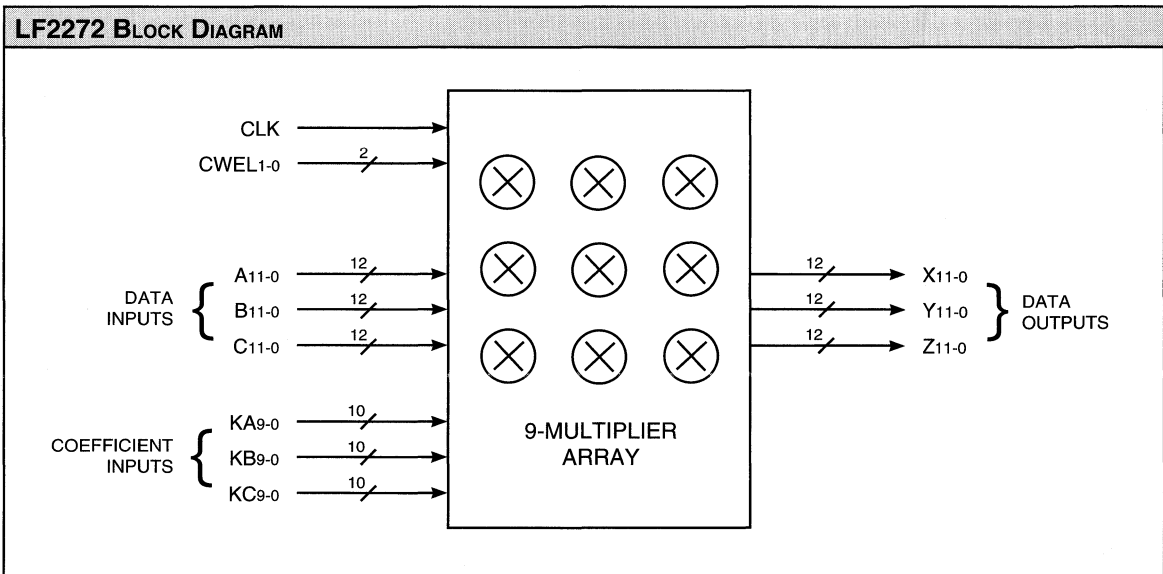 LF2272 BLOCK DIAGRAM
CLK
CWEL1-0
2
DATA
INPUTS
A11-0
12
B11-0
12
C11-0
12
COEFFICIENT
INPUTS
KA9-0
10
KB9-0
10
KC9-0
10
9-MULTIPLIER
ARRAY
12
X11-0
12
Y11-0
12
Z11-0
DATA
OUTPUTS